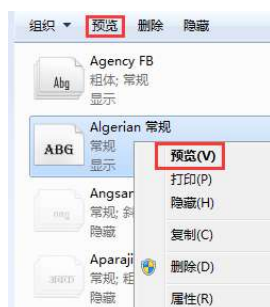 组织 预览 删除 隐藏
Agency FB
粗体; 常规
显示
Abg
Algerian 常规
常规
显示
ABG
预览(V)
打印(P)
隐藏(H)
复制(C)
删除(D)
属性(R)
Angsan
常规; 斜
隐藏
Aparaji
常规; 粗
隐藏